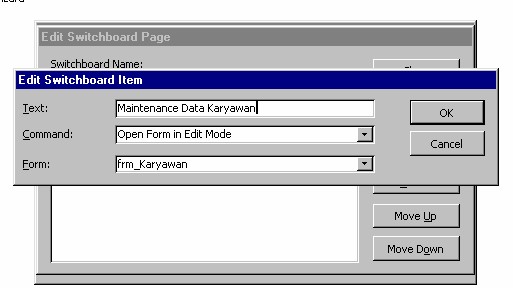 Edit Switchboard Page
Switchboard Name:
Edit Switchboard Item
Text:
Maintenance Data Karyawan
OK
Command:
Open Form in Edit Mode
Cancel
Form:
frm_Karyawan
Move Up
Move Down